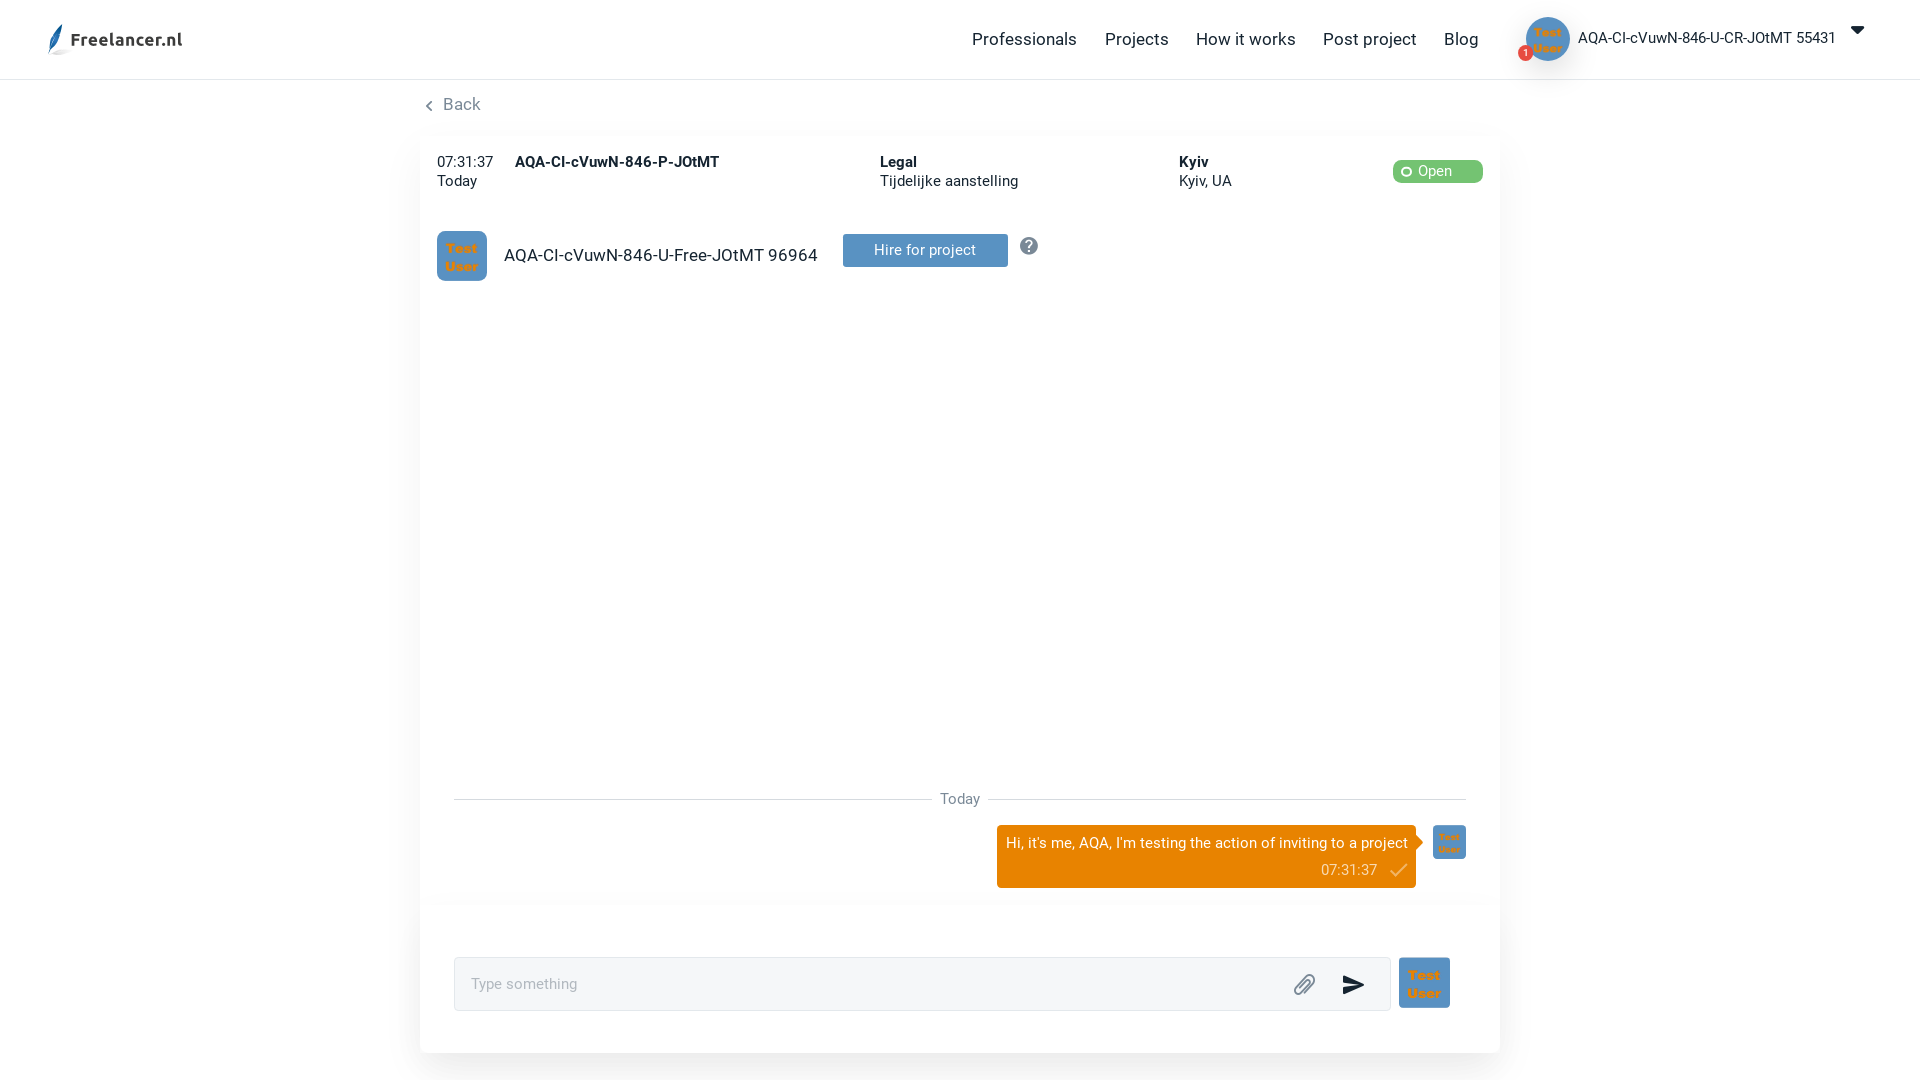 Freelancer.nl
Professionals Projects How it works Post project Blog
Test
User
1
AQA-CI-cVuwN-846-U-CR-JOtMT 55431
Back
07:31:37 AQA-CI-cVuwN-846-P-JOtMT Legal Kyiv
Today Tijdelijke aanstelling Kyiv, UA
Open
Test
User
AQA-CI-cVuwN-846-U-Free-JOtMT 96964
Hire for project
?
Today
Hi, it's me, AQA, I'm testing the action of inviting to a project
07:31:37
Test
User
Type something
Test
User